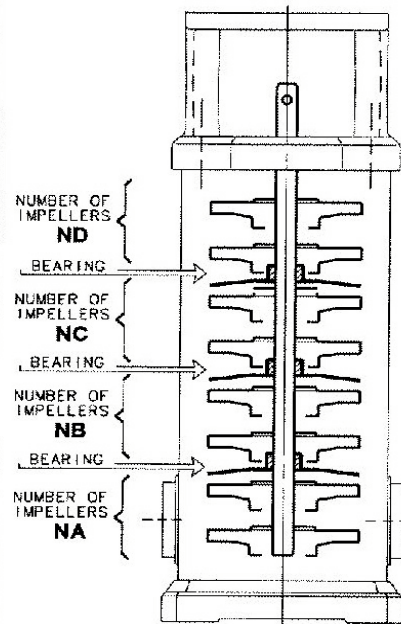 NUMBER OF
IMPELLERS
ND
BEARING
NUMBER OF
IMPELLERS
NC
BEARING
NUMBER OF
IMPELLERS
NB
BEARING
NUMBER OF
IMPELLERS
NA